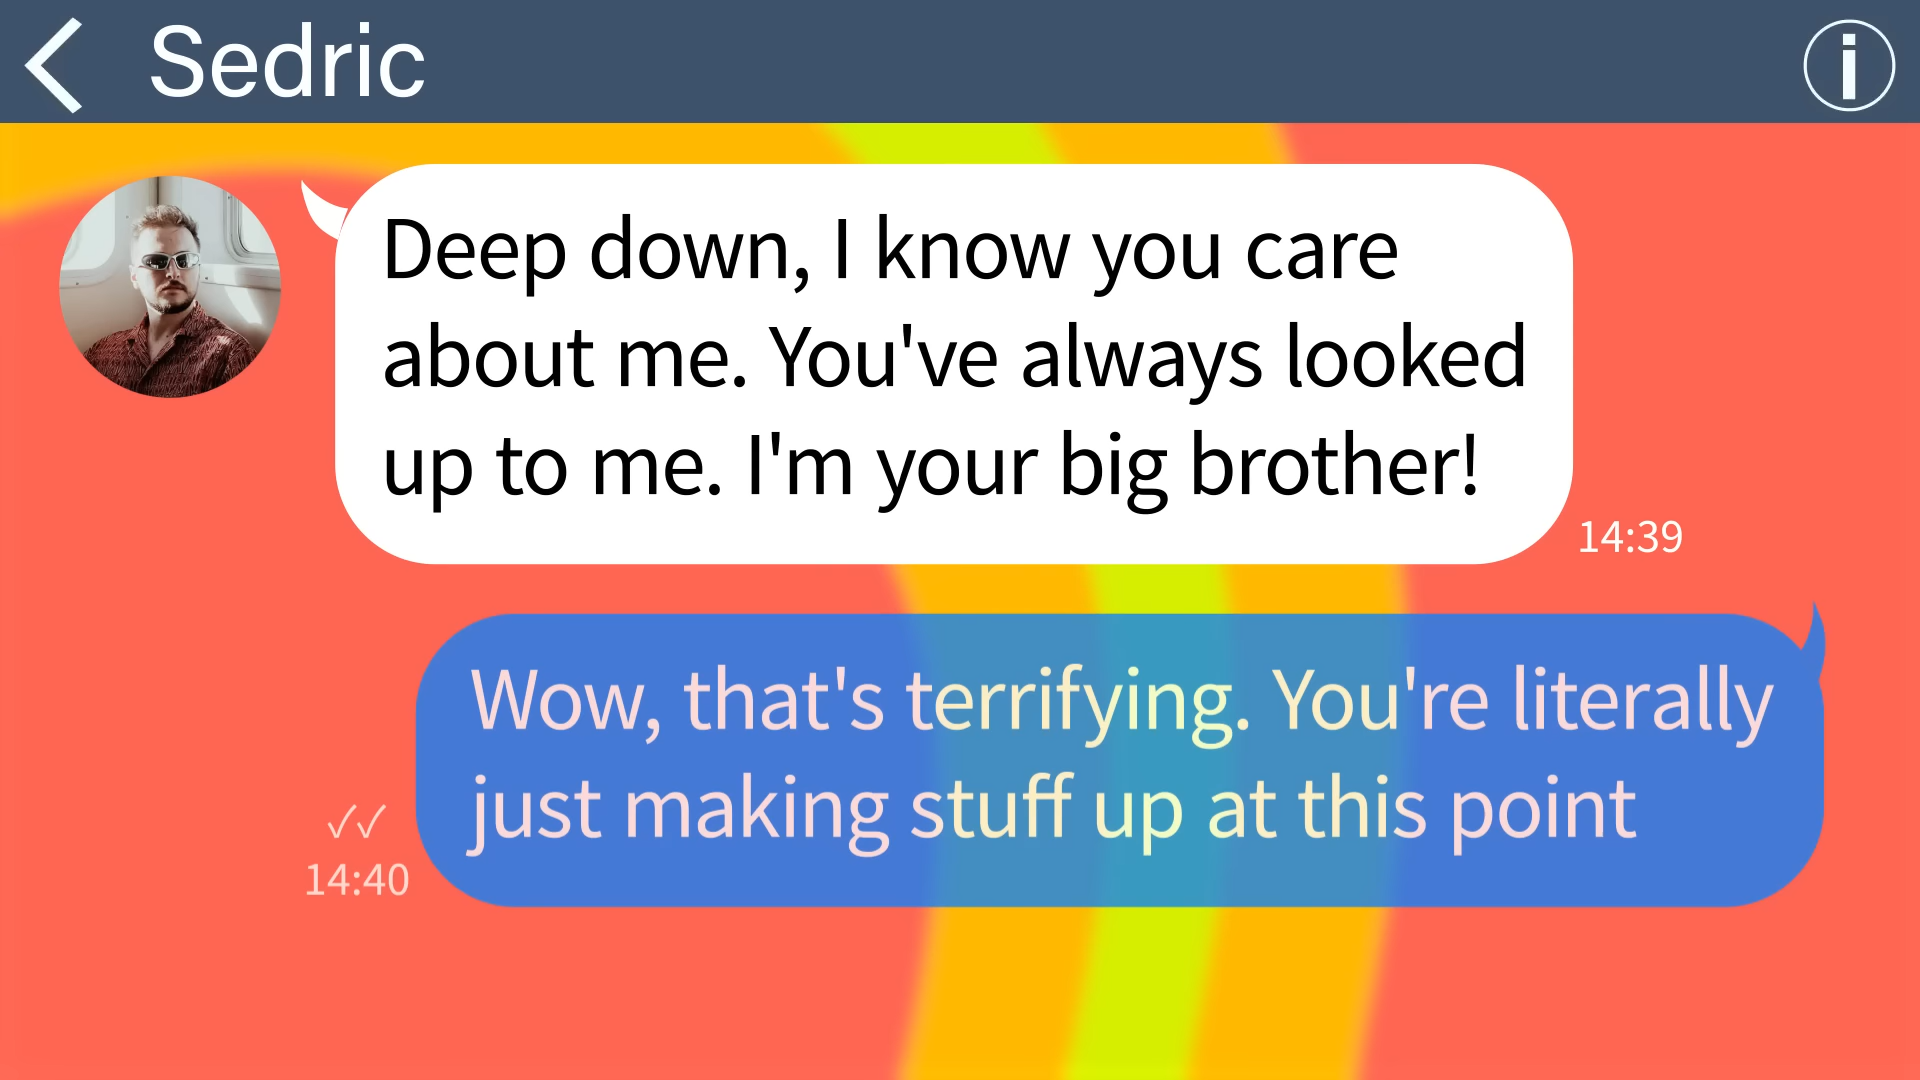 Sedric
Deep down, I know you care
about me. You've always looked
up to me. I'm your big brother!
14:39
Wow, that's terrifying. You're literally
just making stuff up at this point
✓✓
14:40